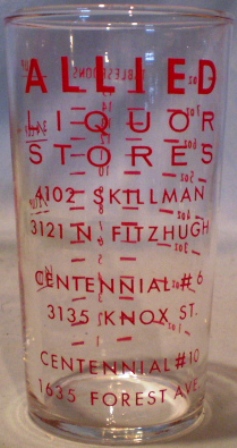 ALLIED
LIQUOR
STORES
4102 SKILLMAN
3121 N. FITZHUGH
CENTENNIAL #6
3135 KNOX ST.
CENTENNIAL #10
1635 FOREST AVE.